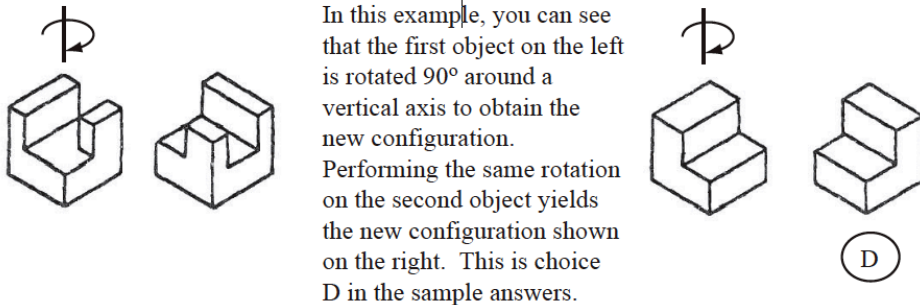 In this example, you can see
that the first object on the left
is rotated 90º around a
vertical axis to obtain the
new configuration.
Performing the same rotation
on the second object yields
the new configuration shown
on the right.  This is choice
D in the sample answers.
D